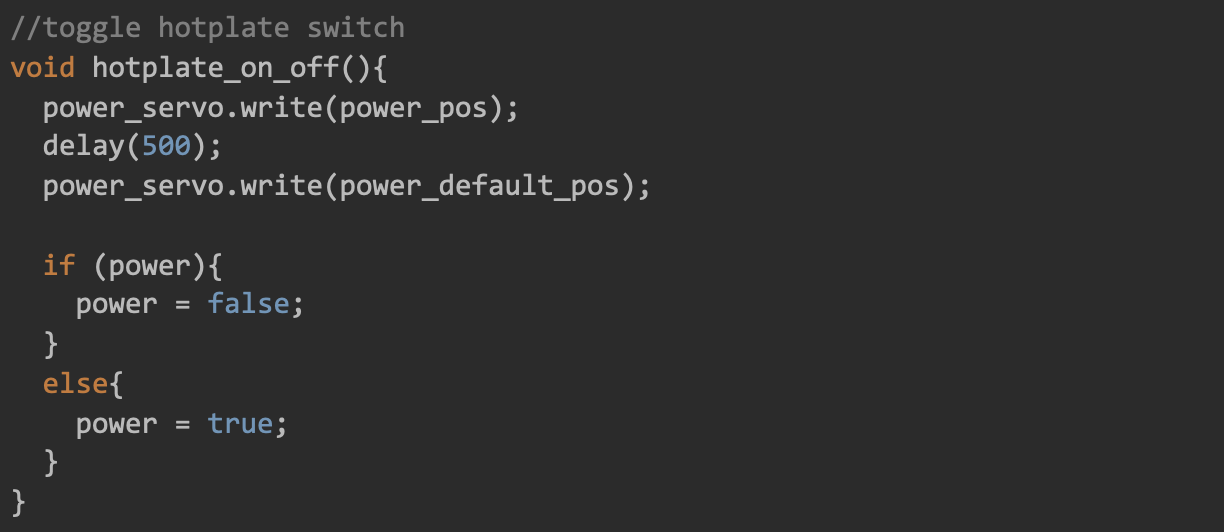 //toggle hotplate switch
void hotplate_on_off(){
  power_servo.write(power_pos);
  delay(500);
  power_servo.write(power_default_pos);

  if (power){
    power = false;
  }
  else{
    power = true;
  }
}